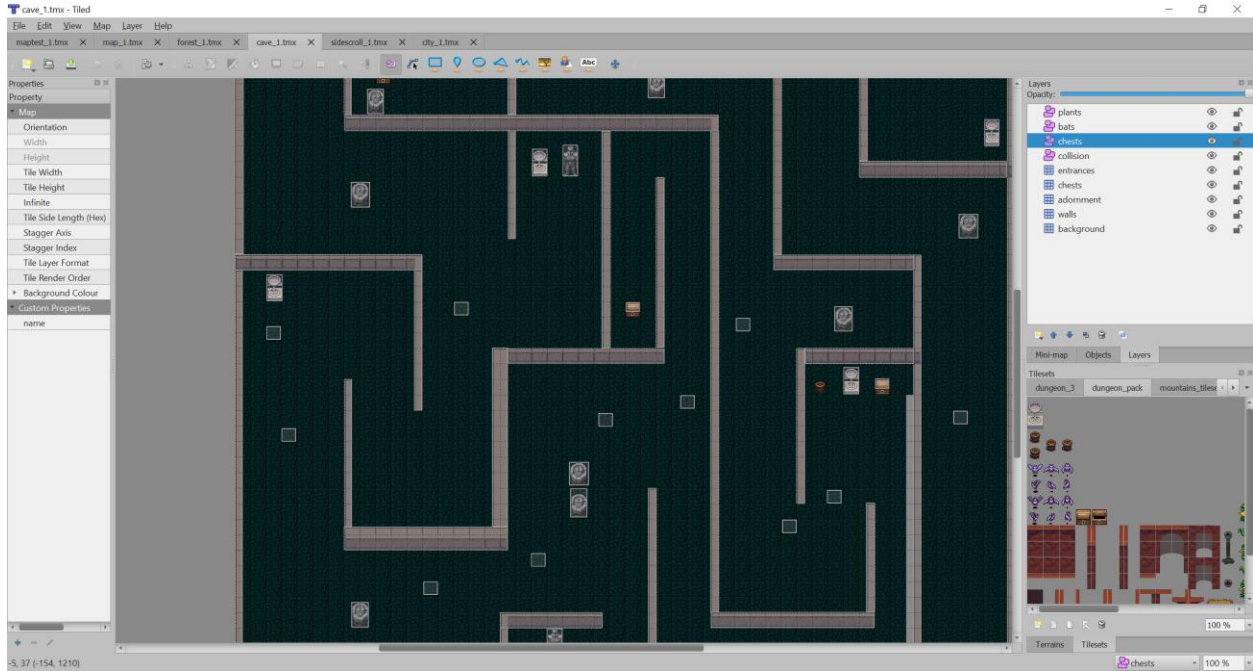 cave_1.tmx - Tiled
File Edit View Map Layer Help
maptest_1.tmx map_1.tmx forest_1.tmx cave_1.tmx sidescroll_1.tmx city_1.tmx
Abc
Properties
Property
Map
Orientation
Width
Height
Tile Width
Tile Height
Infinite
Tile Side Length (Hex)
Stagger Axis
Stagger Index
Tile Layer Format
Tile Render Order
Background Colour
Custom Properties
name
Layers
Opacity:
plants
bats
chests
collision
entrances
chests
adornment
walls
background
Mini-map Objects Layers
Tilesets
dungeon_3 dungeon_pack mountains_tilese
100 %
Terrains Tilesets
-5, 37 (-154, 1210)
chests 100 %